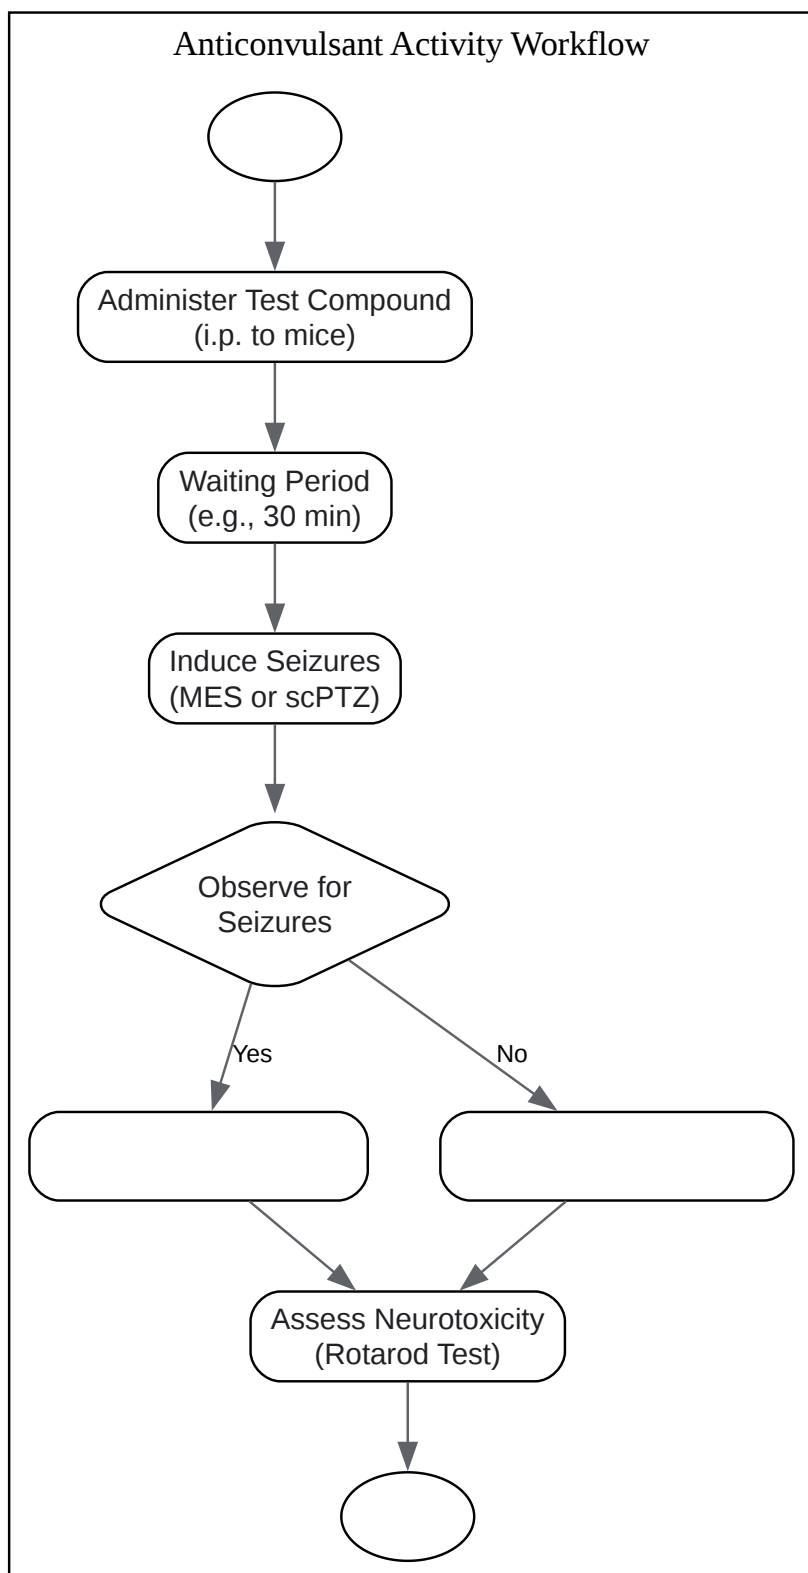 Anticonvulsant Activity Workflow
Administer Test Compound
(i.p. to mice)
Waiting Period
(e.g., 30 min)
Induce Seizures
(MES or scPTZ)
Observe for
Seizures
Yes
No
Assess Neurotoxicity
(Rotarod Test)